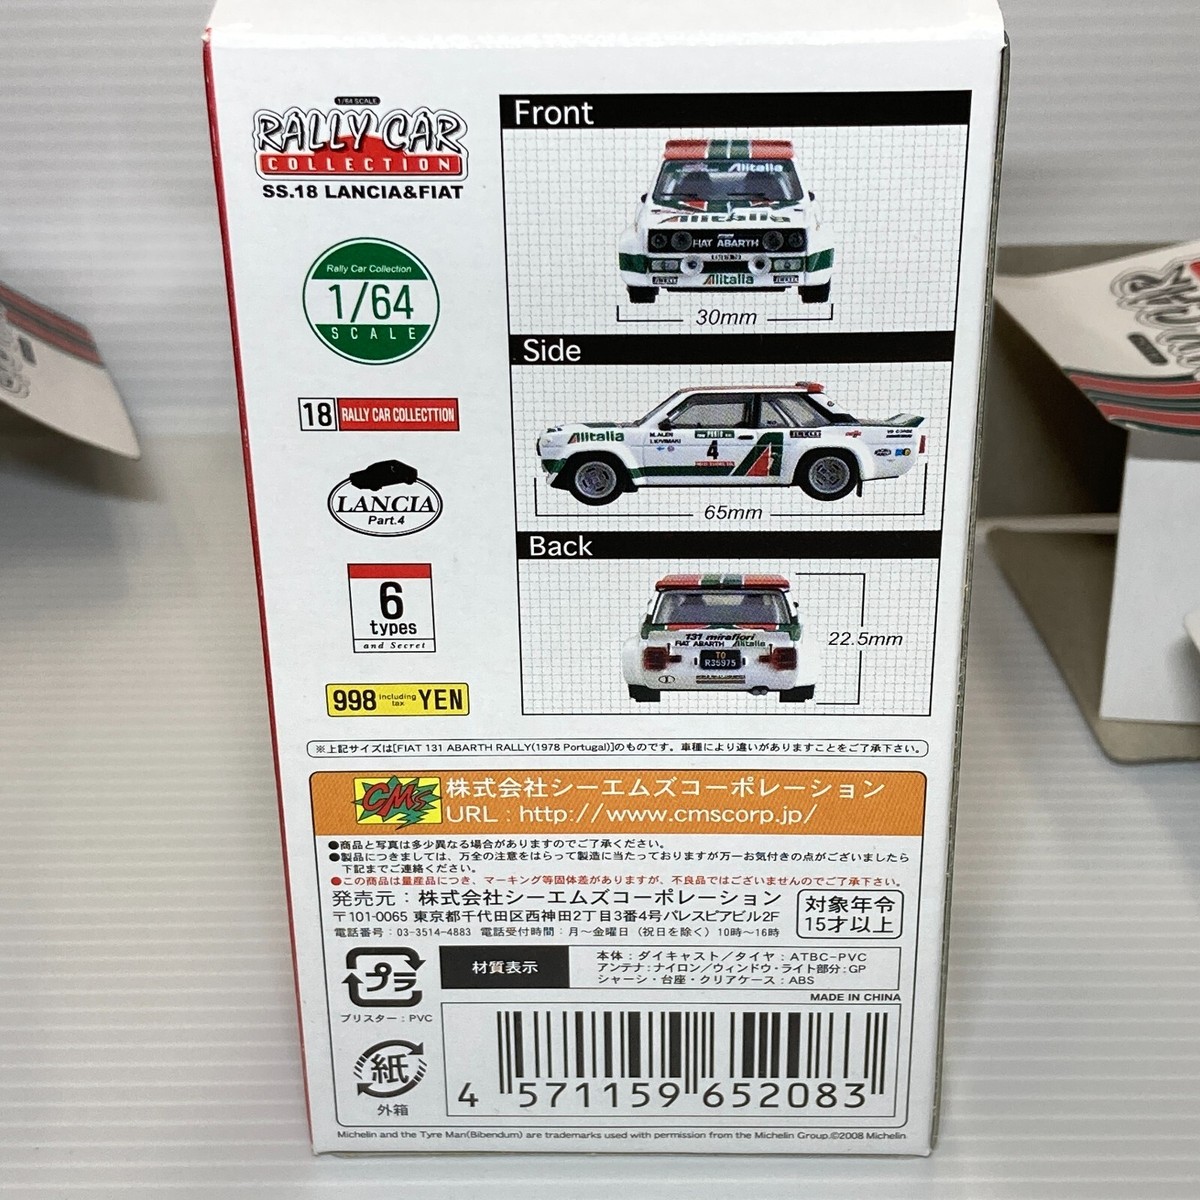 1/64 SCALE
RALLY CAR
COLLECTION
SS.18 LANCIA&FIAT
Rally Car Collection
1/64
SCALE
18 RALLY CAR COLLECTTION
LANCIA
Part.4
6
types
and Secret
998 including tax YEN
Front
Alitalia
Alitalia
FIAT ABARTH
Alitalia
30mm
Side
Alitalia
M.ALEN
I.KIVIMAKI
4
65mm
Back
131 mirafiori
FIAT ABARTH Alitalia
TO
R35975
22.5mm
※上記サイズは[FIAT 131 ABARTH RALLY(1978 Portugal)]のものです。車種により違いがありますことをご了承下さい。
CMs
株式会社シーエムズコーポレーション
URL : http://www.cmscorp.jp/
●商品と写真は多少異なる場合がありますのでご了承ください。
●製品につきましては、万全の注意をはらって製造に当たっておりますが万一お気付きの点がございましたら
下記までご連絡ください。
●この商品は量産品につき、マーキング等固体差がありますが、不良品ではございませんのでご了承下さい。
発売元：株式会社シーエムズコーポレーション
〒101-0065 東京都千代田区西神田2丁目3番4号パレスピアビル2F
電話番号：03-3514-4883 電話受付時間：月〜金曜日（祝日を除く）10時〜16時
対象年令
15才以上
プラ
ブリスター：PVC
材質表示
本体：ダイキャスト／タイヤ：ATBC-PVC
アンテナ：ナイロン／ウィンドウ・ライト部分：GP
シャーシ・台座・クリアケース：ABS
MADE IN CHINA
紙
外箱
4 571159 652083
Michelin and the Tyre Man(Bibendum) are trademarks used with permission from the Michelin Group.©2008 Michelin